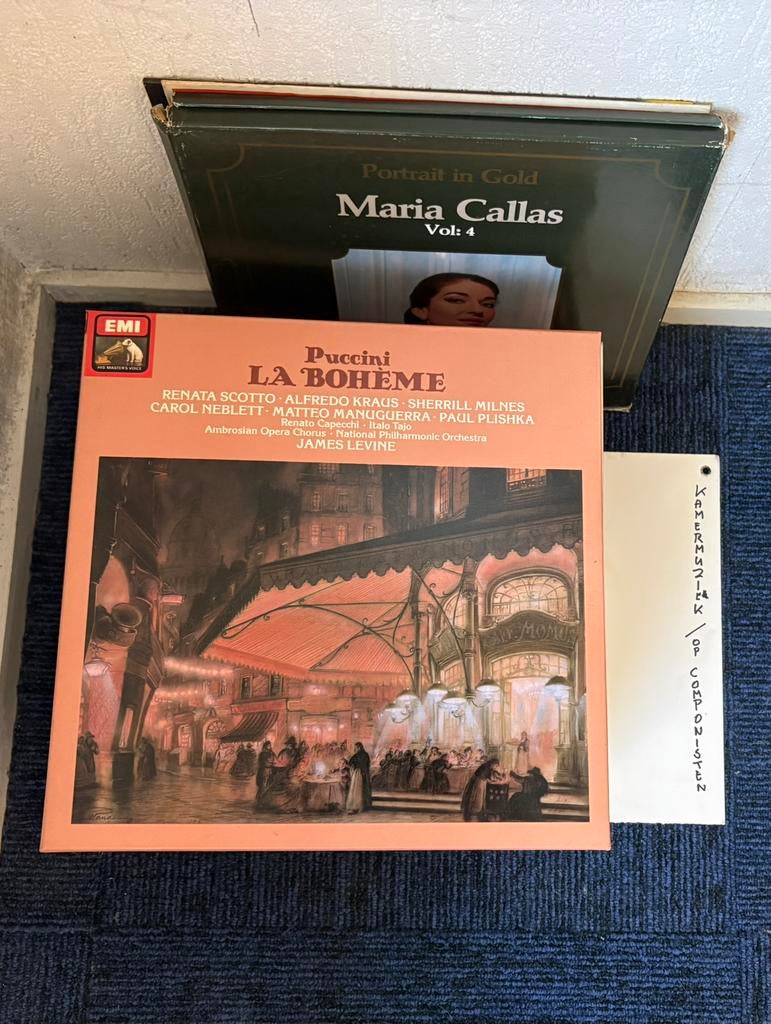 Portrait in Gold
Maria Callas
Vol: 4
EMI
HIS MASTER'S VOICE
Puccini
LA BOHÈME
RENATA SCOTTO · ALFREDO KRAUS · SHERRILL MILNES
CAROL NEBLETT · MATTEO MANUGUERRA · PAUL PLISHKA
Renato Capecchi · Italo Tajo
Ambrosian Opera Chorus · National Philharmonic Orchestra
JAMES LEVINE
MOMUS
KAMERMUZIEK / OP COMPONISTEN